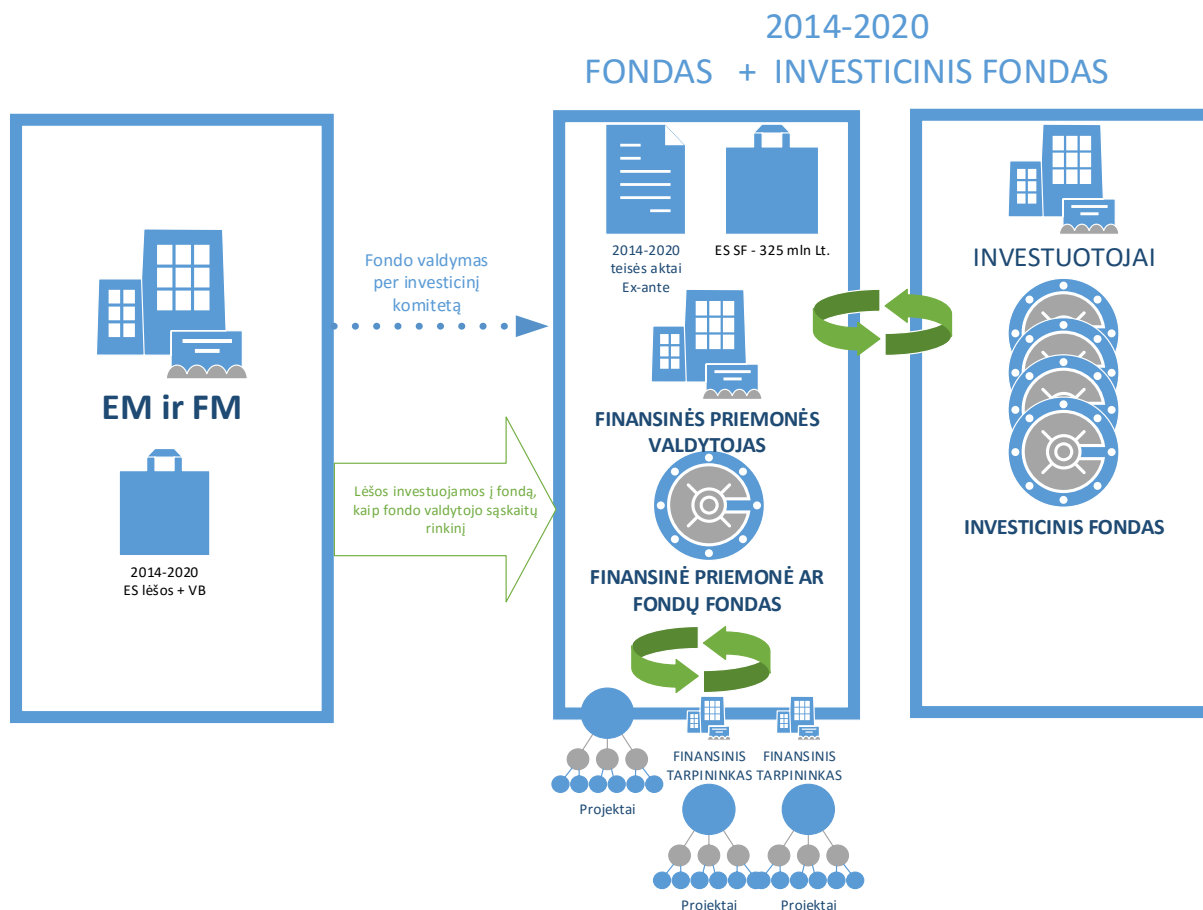 2014-2020
FONDAS + INVESTICINIS FONDAS
EM ir FM
2014-2020
ES lėšos + VB
Fondo valdymas
per investicinį
komitetą
Lėšos investuojamos į fondą,
kaip fondo valdytojo sąskaitų
rinkinį
2014-2020
teisės aktai
Ex-ante
ES SF - 325 mln Lt.
FINANSINĖS PRIEMONĖS
VALDYTOJAS
FINANSINĖ PRIEMONĖ AR
FONDŲ FONDAS
INVESTUOTOJAI
INVESTICINIS FONDAS
Projektai
FINANSINIS
TARPININKAS
FINANSINIS
TARPININKAS
Projektai
Projektai